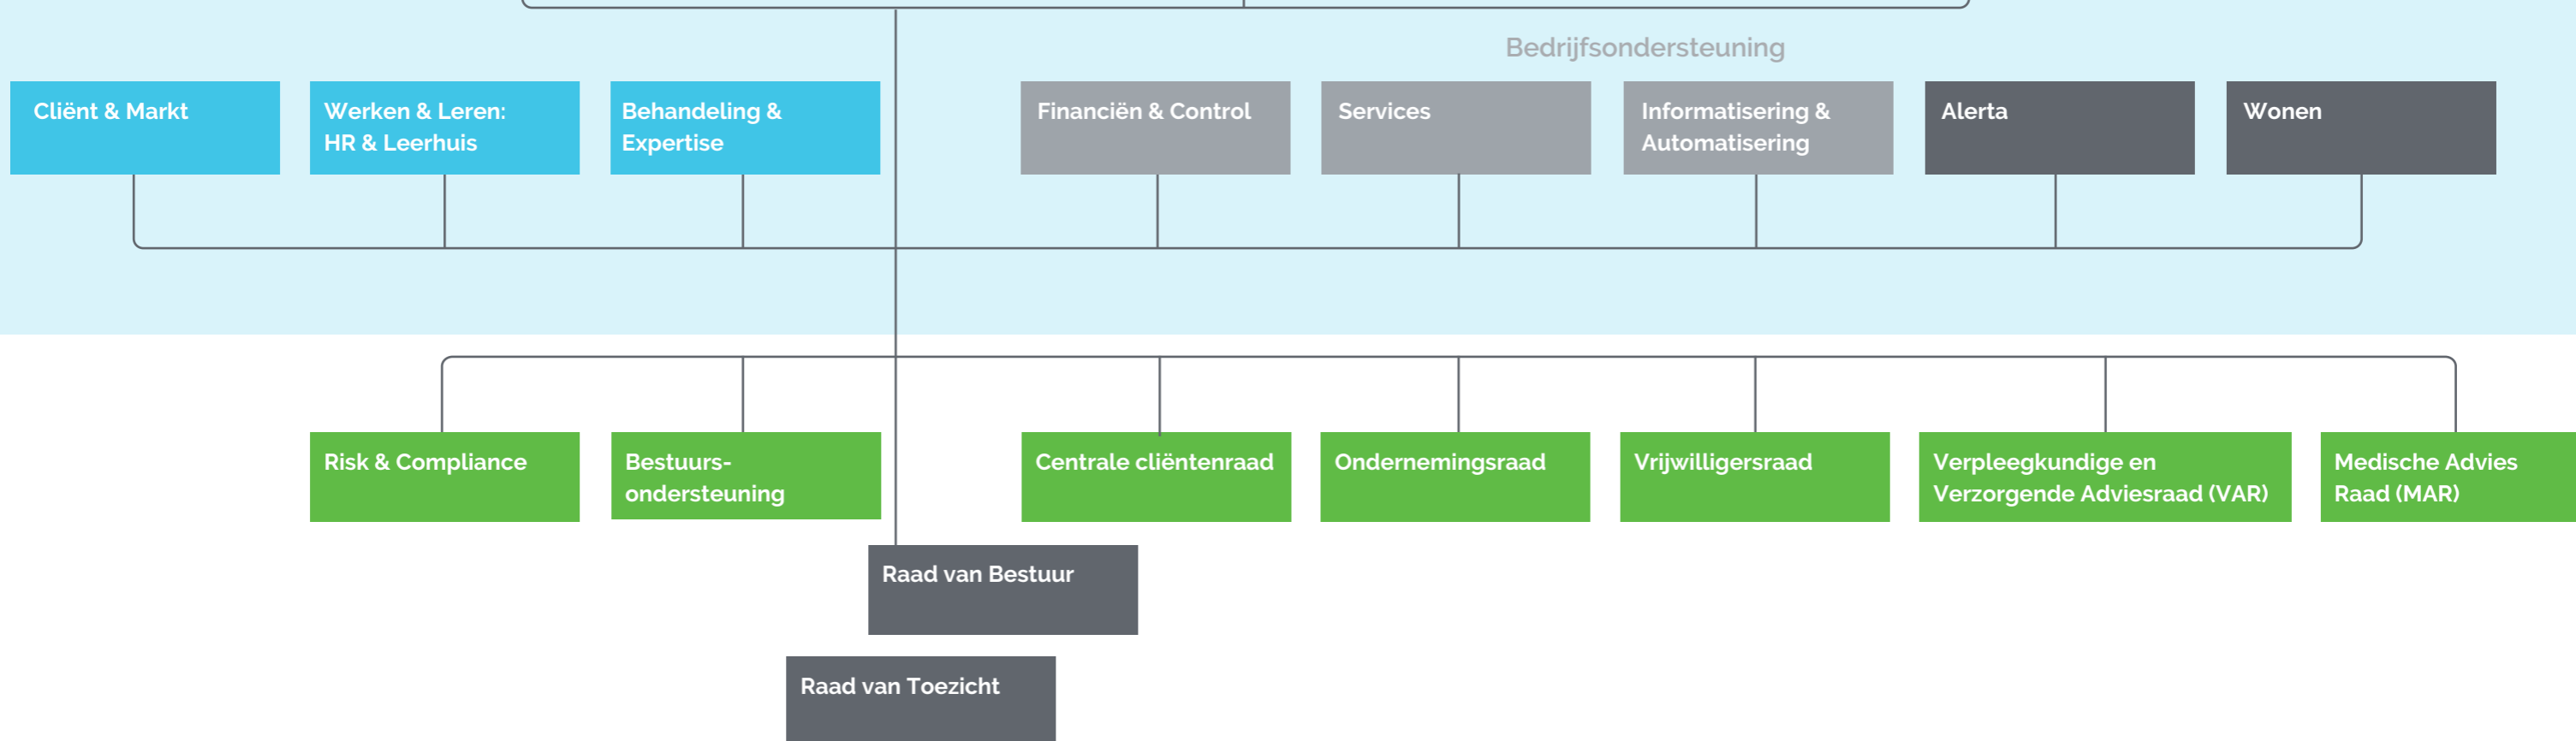 Bedrijfsondersteuning
Cliënt & Markt
Werken & Leren:
HR & Leerhuis
Behandeling &
Expertise
Financiën & Control
Services
Informatisering &
Automatisering
Alerta
Wonen
Risk & Compliance
Bestuurs-
ondersteuning
Centrale cliëntenraad
Ondernemingsraad
Vrijwilligersraad
Verpleegkundige en
Verzorgende Adviesraad (VAR)
Medische Advies
Raad (MAR)
Raad van Bestuur
Raad van Toezicht